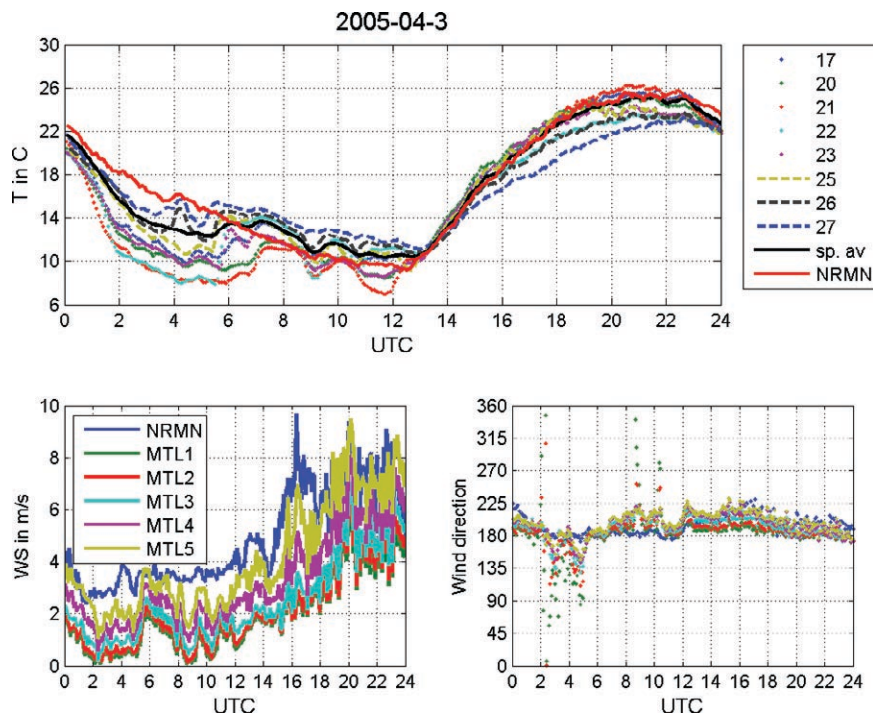 2005-04-3
T in C
30
26
22
18
14
10
6
0 2 4 6 8 10 12 14 16 18 20 22 24
UTC
17
20
21
22
23
25
26
27
sp. av
NRMN
WS in m/s
10
8
6
4
2
0
NRMN
MTL1
MTL2
MTL3
MTL4
MTL5
0 2 4 6 8 10 12 14 16 18 20 22 24
UTC
Wind direction
360
315
270
225
180
135
90
45
0
0 2 4 6 8 10 12 14 16 18 20 22 24
UTC